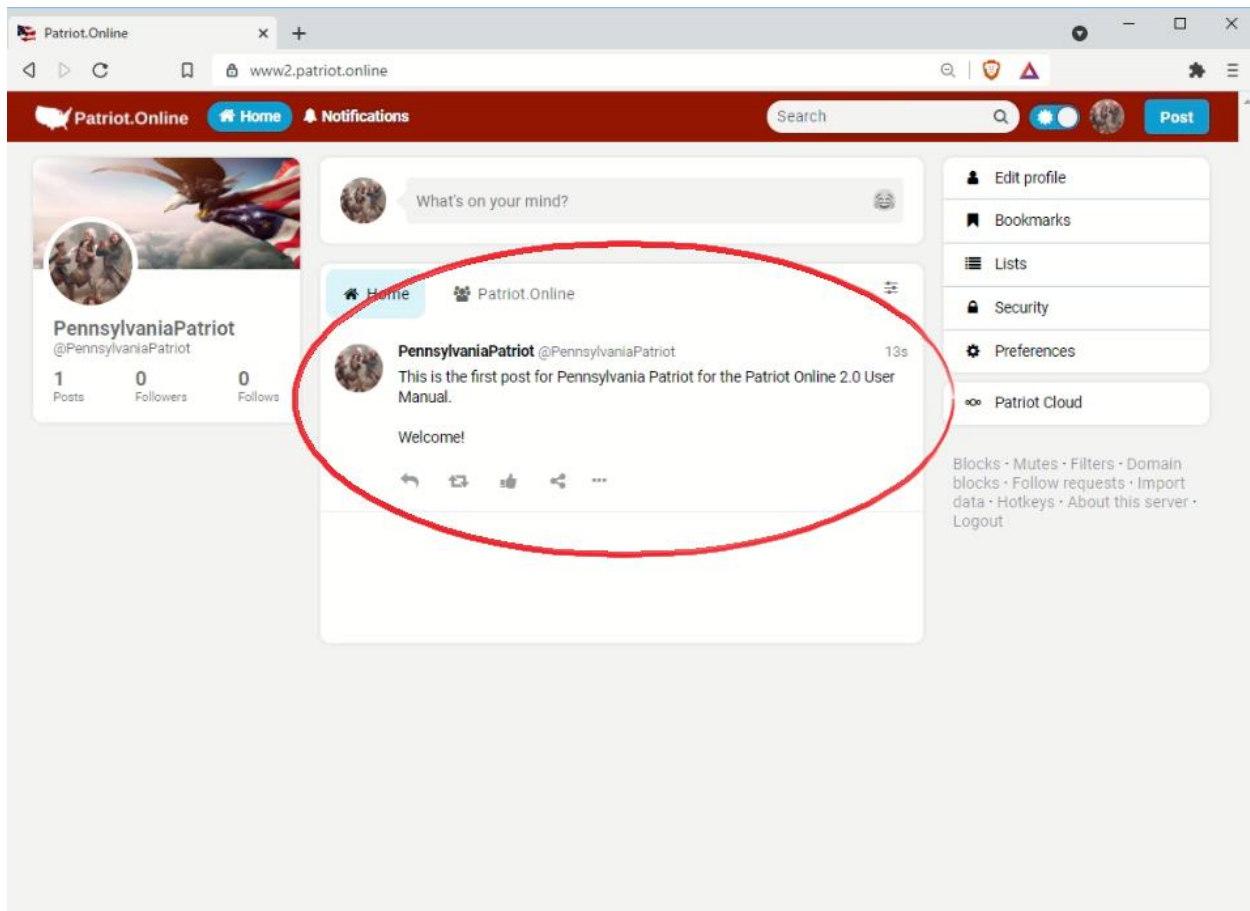 Patriot.Online
www2.patriot.online
Patriot.Online Home Notifications Search Post
What's on your mind?
Home Patriot.Online
PennsylvaniaPatriot
@PennsylvaniaPatriot
1 0 0
Posts Followers Follows
PennsylvaniaPatriot @PennsylvaniaPatriot 13s
This is the first post for Pennsylvania Patriot for the Patriot Online 2.0 User
Manual.
Welcome!
Edit profile
Bookmarks
Lists
Security
Preferences
Patriot Cloud
Blocks · Mutes · Filters · Domain
blocks · Follow requests · Import
data · Hotkeys · About this server ·
Logout